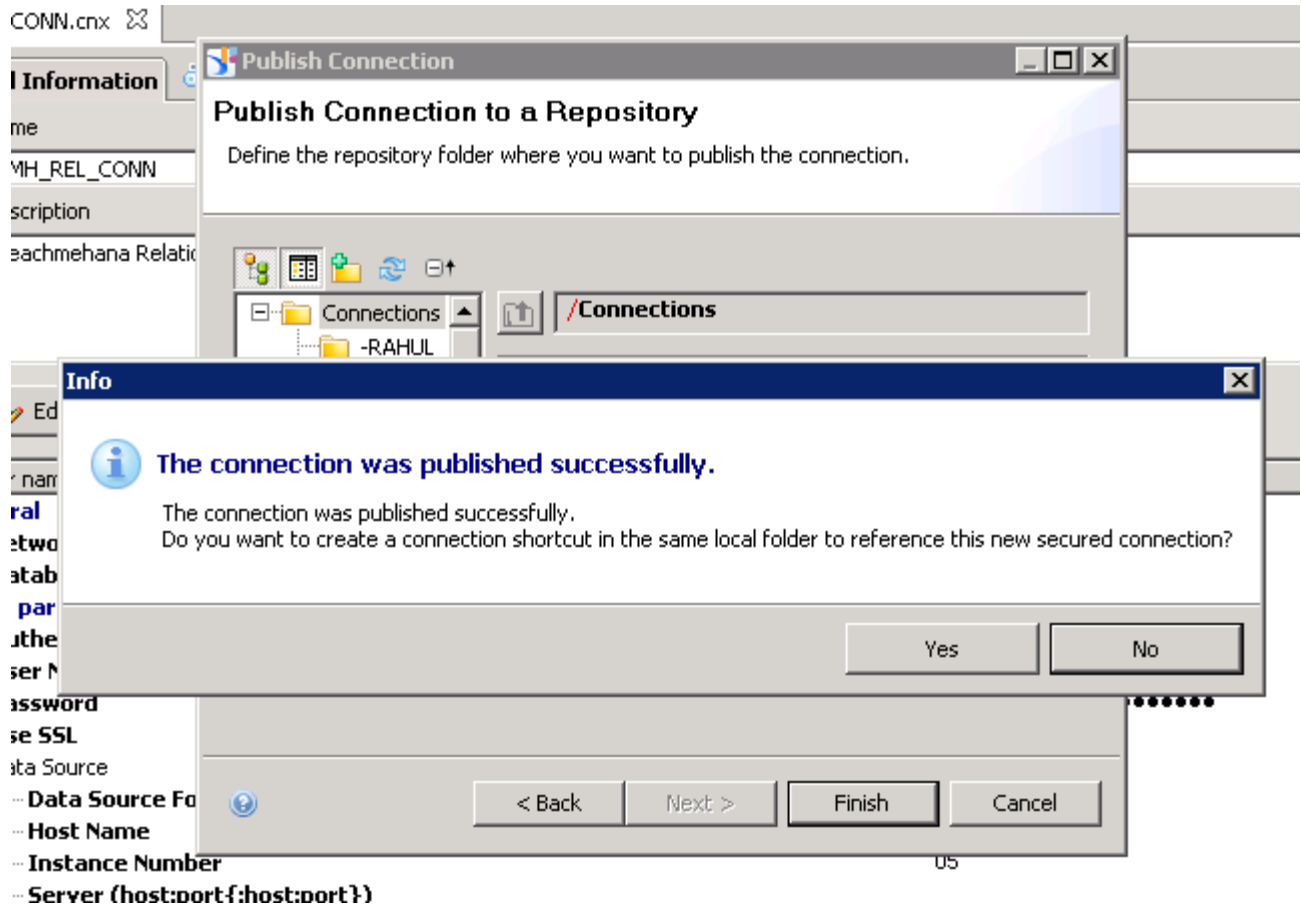 CONN.cnx
Publish Connection
l Information
Publish Connection to a Repository
me
Define the repository folder where you want to publish the connection.
MH_REL_CONN
scription
eachmehana Relatio
Connections
/Connections
-RAHUL
Info
Ed
The connection was published successfully.
r nam
The connection was published successfully.
ral
Do you want to create a connection shortcut in the same local folder to reference this new secured connection?
etwo
atab
par
uthe
Yes
No
ser N
assword
se SSL
ata Source
Data Source Fo
< Back
Next >
Finish
Cancel
Host Name
Instance Number
05
Server (host:port{;host:port})